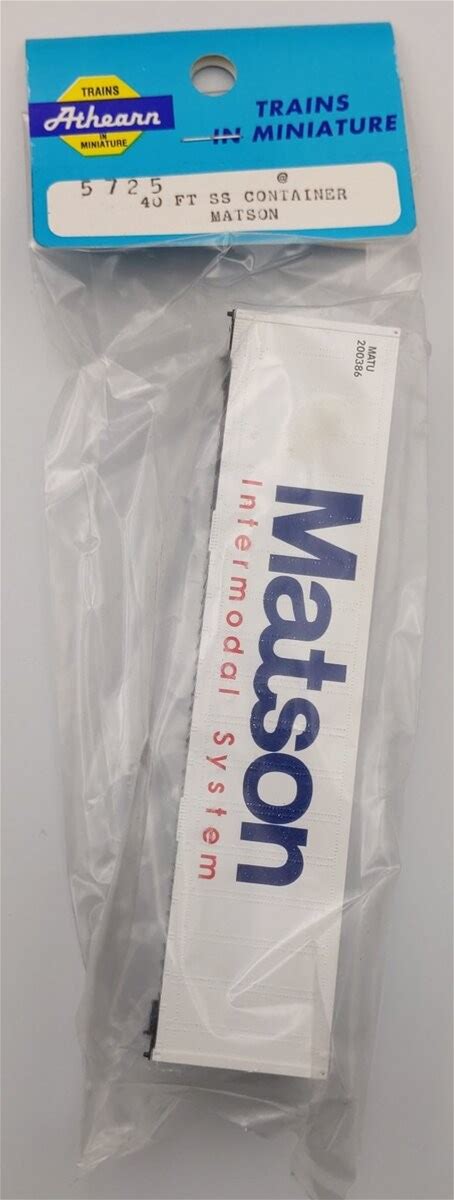 TRAINS
Athearn
IN
MINIATURE
TRAINS
IN MINIATURE
5725 @
40 FT SS CONTAINER
MATSON
MATU
200386
Matson
Intermodal System